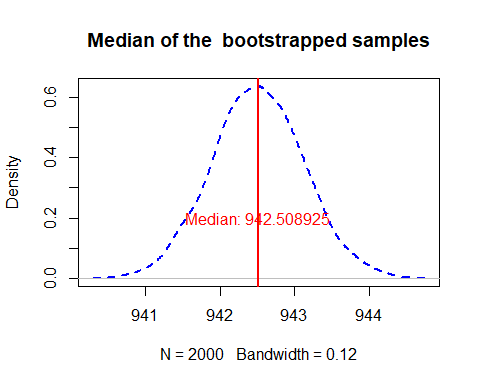 Median of the  bootstrapped samples
Density
0.6
0.4
0.2
0.0
Median: 942.508925
941 942 943 944
N = 2000   Bandwidth = 0.12